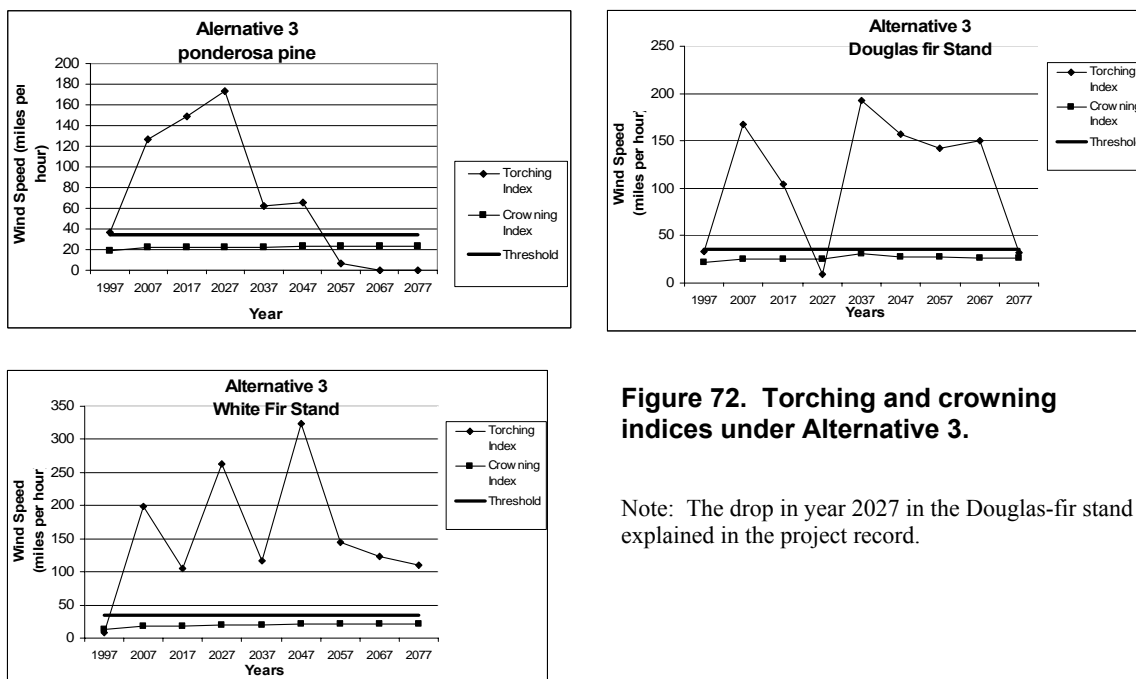 Alernative 3
ponderosa pine
Wind Speed (miles per
hour)
200
180
160
140
120
100
80
60
40
20
0
1997 2007 2017 2027 2037 2047 2057 2067 2077
Year
Torching
Index
Crowning
Index
Threshold
Alternative 3
Douglas fir Stand
Wind Speed
(miles per hour)
250
200
150
100
50
0
1997 2007 2017 2027 2037 2047 2057 2067 2077
Years
Torching
Index
Crowning
Index
Threshol
Alternative 3
White Fir Stand
Wind Speed
(miles per hour
350
300
250
200
150
100
50
0
1997 2007 2017 2027 2037 2047 2057 2067 2077
Years
Torching
Index
Crowning
Index
Threshold
Figure 72. Torching and crowning
indices under Alternative 3.
Note: The drop in year 2027 in the Douglas-fir stand
explained in the project record.